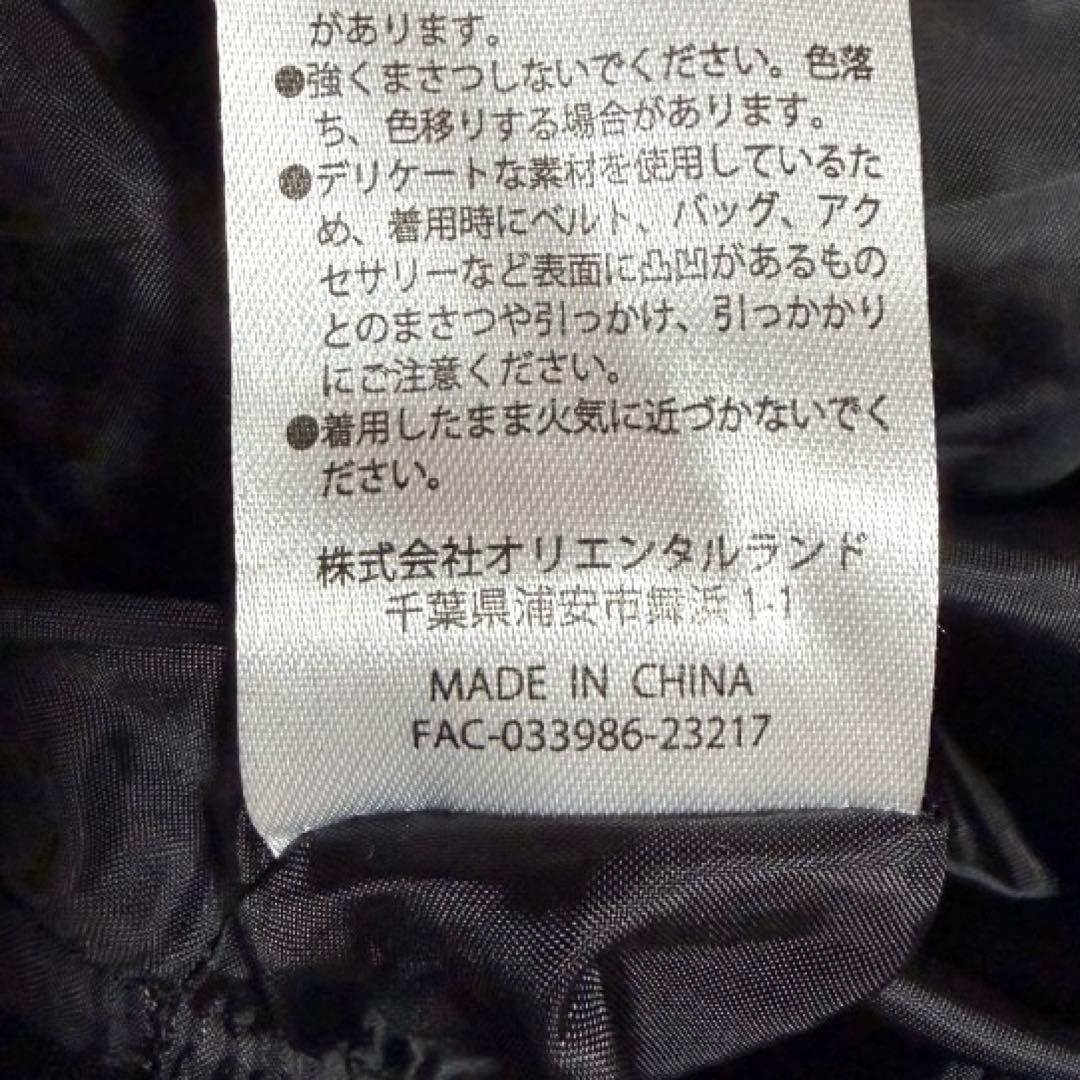 があります。
●強くまさつしないでください。色落
ち、色移りする場合があります。
●デリケートな素材を使用しているた
め、着用時にベルト、バッグ、アク
セサリーなど表面に凸凹があるもの
とのまさつや引っかけ、引っかかり
にご注意ください。
●着用したまま火気に近づかないでく
ださい。
株式会社オリエンタルランド
千葉県浦安市舞浜1-1
MADE IN CHINA
FAC-033986-23217